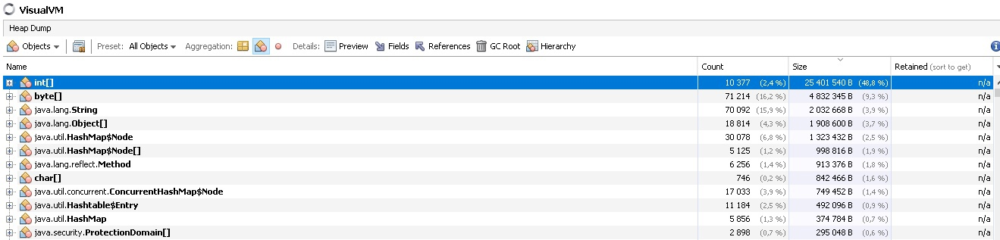 VisualVM
Heap Dump
Objects Preset: All Objects Aggregation: Details: Preview Fields References GC Root Hierarchy
Name Count Size Retained (sort to get)
int[] 10 377 (2,4 %) 25 401 540 B (48,8 %) n/a
byte[] 71 214 (16,2 %) 4 832 345 B (9,3 %) n/a
java.lang.String 70 092 (15,9 %) 2 032 668 B (3,9 %) n/a
java.lang.Object[] 18 814 (4,3 %) 1 908 600 B (3,7 %) n/a
java.util.HashMap$Node 30 078 (6,8 %) 1 323 432 B (2,5 %) n/a
java.util.HashMap$Node[] 5 125 (1,2 %) 998 816 B (1,9 %) n/a
java.lang.reflect.Method 6 256 (1,4 %) 913 376 B (1,8 %) n/a
char[] 746 (0,2 %) 842 466 B (1,6 %) n/a
java.util.concurrent.ConcurrentHashMap$Node 17 033 (3,9 %) 749 452 B (1,4 %) n/a
java.util.Hashtable$Entry 11 184 (2,5 %) 492 096 B (0,9 %) n/a
java.util.HashMap 5 856 (1,3 %) 374 784 B (0,7 %) n/a
java.security.ProtectionDomain[] 2 898 (0,7 %) 295 048 B (0,6 %) n/a